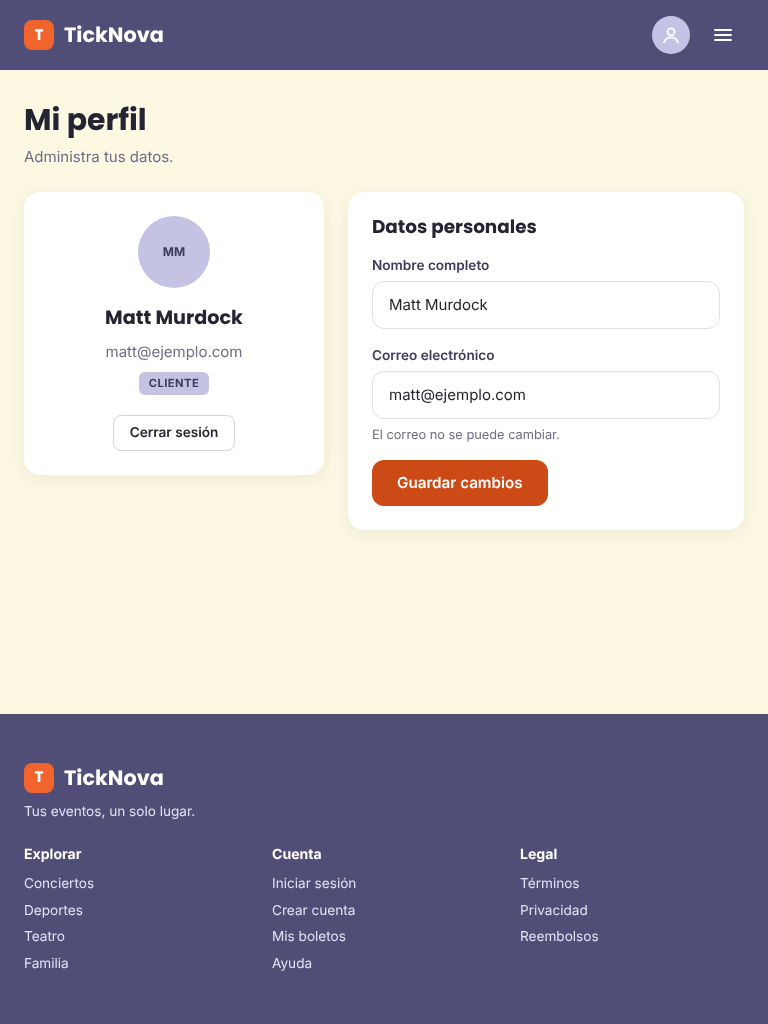 T TickNova
Mi perfil
Administra tus datos.
MM
Matt Murdock
matt@ejemplo.com
CLIENTE
Cerrar sesión
Datos personales
Nombre completo
Matt Murdock
Correo electrónico
matt@ejemplo.com
El correo no se puede cambiar.
Guardar cambios
T TickNova
Tus eventos, un solo lugar.
Explorar
Conciertos
Deportes
Teatro
Familia
Cuenta
Iniciar sesión
Crear cuenta
Mis boletos
Ayuda
Legal
Términos
Privacidad
Reembolsos